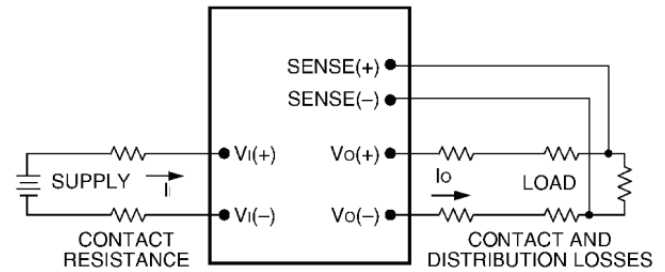 SENSE(+)
SENSE(–)
VI(+)
VO(+)
SUPPLY
II
IO
LOAD
VI(–)
VO(–)
CONTACT
RESISTANCE
CONTACT AND
DISTRIBUTION LOSSES